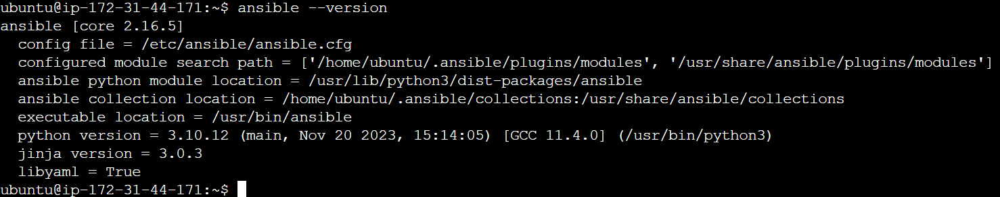 ubuntu@ip-172-31-44-171:~$ ansible --version
ansible [core 2.16.5]
  config file = /etc/ansible/ansible.cfg
  configured module search path = ['/home/ubuntu/.ansible/plugins/modules', '/usr/share/ansible/plugins/modules']
  ansible python module location = /usr/lib/python3/dist-packages/ansible
  ansible collection location = /home/ubuntu/.ansible/collections:/usr/share/ansible/collections
  executable location = /usr/bin/ansible
  python version = 3.10.12 (main, Nov 20 2023, 15:14:05) [GCC 11.4.0] (/usr/bin/python3)
  jinja version = 3.0.3
  libyaml = True
ubuntu@ip-172-31-44-171:~$